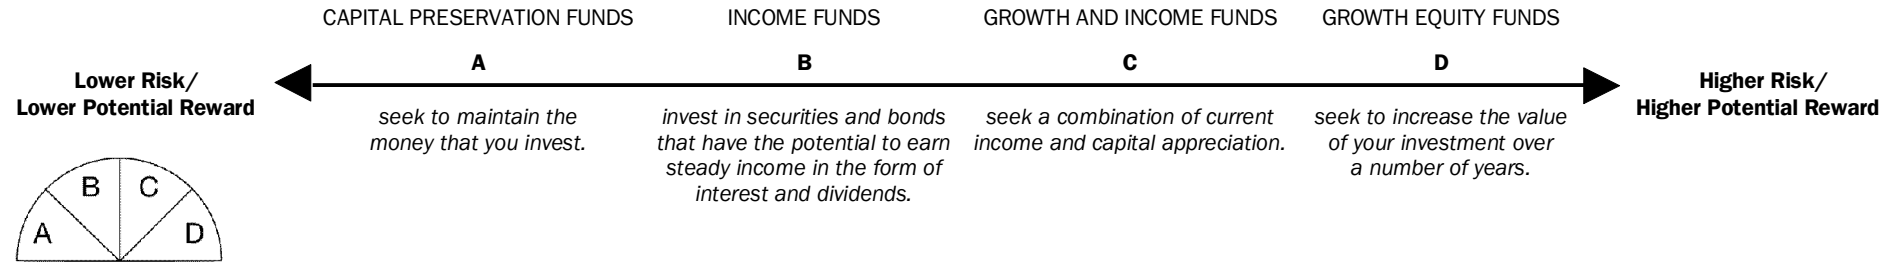 CAPITAL PRESERVATION FUNDS
INCOME FUNDS
GROWTH AND INCOME FUNDS
GROWTH EQUITY FUNDS
A
B
C
D
Lower Risk/
Lower Potential Reward
Higher Risk/
Higher Potential Reward
seek to maintain the
money that you invest.
invest in securities and bonds
that have the potential to earn
steady income in the form of
interest and dividends.
seek a combination of current
income and capital appreciation.
seek to increase the value
of your investment over
a number of years.
A
B
C
D